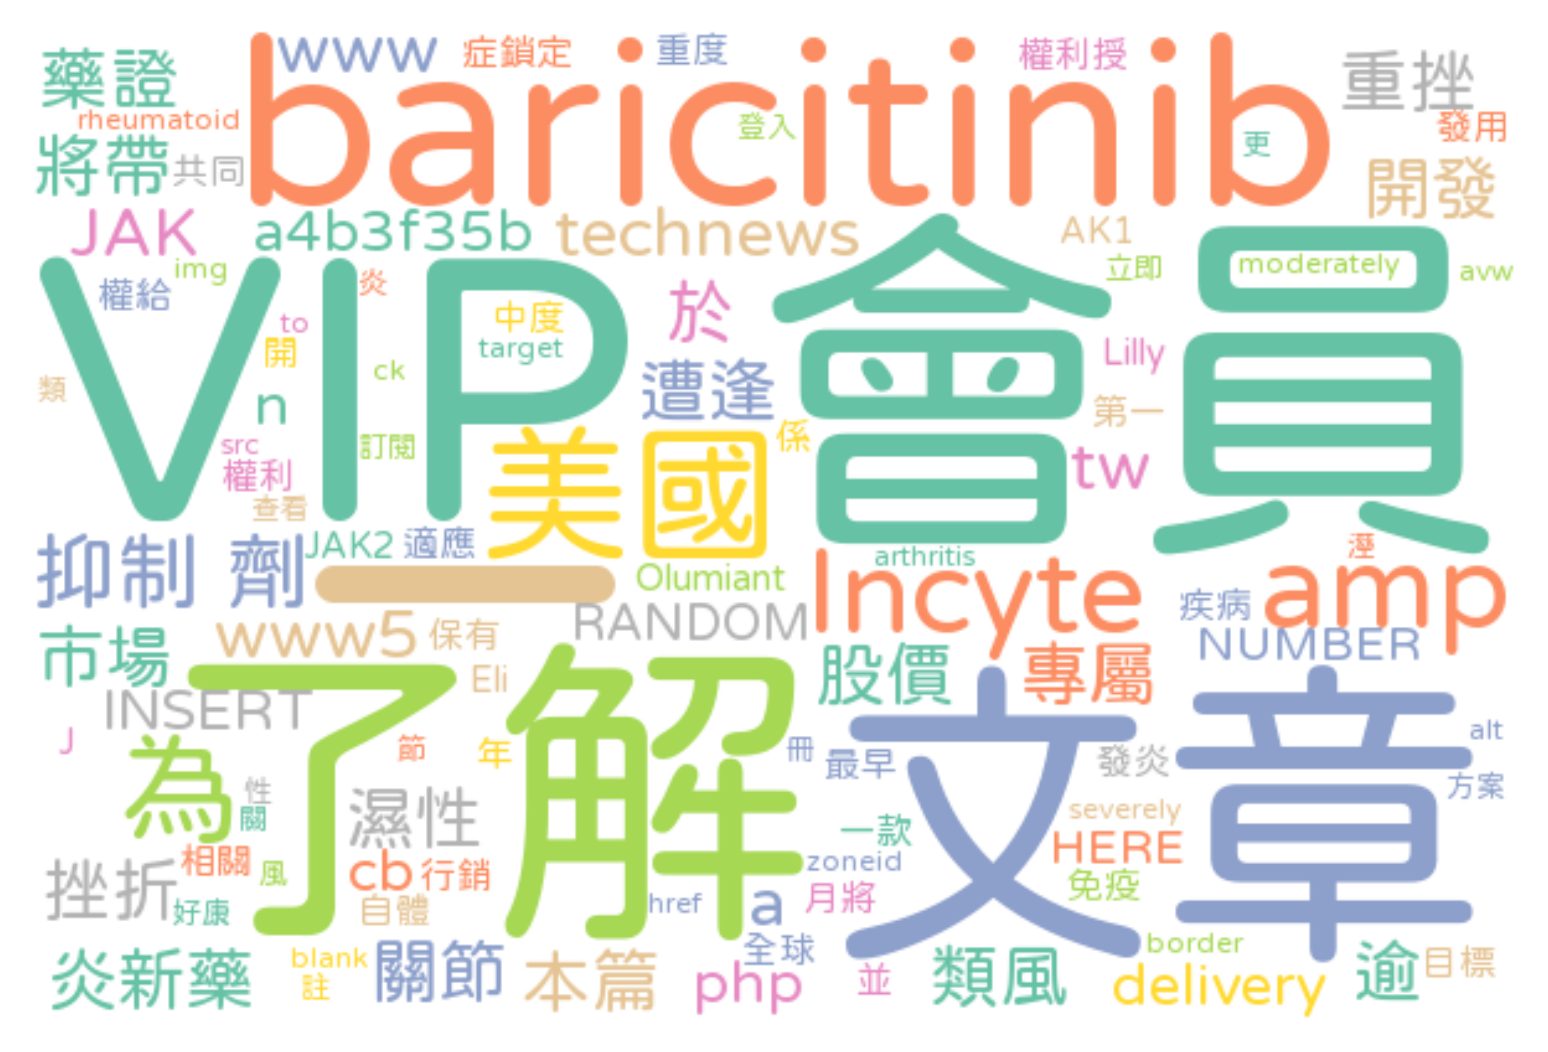 www 症鎖定 重度 權利授
藥證 baricitinib 重挫
rheumatoid 登入 更 發用
將帶 共同 開發
JAK a4b3f35b technews AK1
img 炎 立即 moderately avw
權給 VIP 會員
to 中度 於
開 target Lilly
類 ck 遭逢 第一
n 係
src 訂閱 美國 tw
權利
查看
抑制 劑 JAK2 適應 arthritis 溼
一 Olumiant Incyte 疾病 amp
www5 保有 RANDOM NUMBER
市場 Eli 股價 專屬
INSERT 了解 文章
J 節 年 冊 最早 發炎 alt
為 性 方案
關 濕性 一款 severely
挫折 相關 風 cb 行銷 zoneid HERE
好康 自體 href a 月將 免疫
炎新藥 blank 關節 本篇 全球 border
註 php 並 類風 delivery 逾 目標